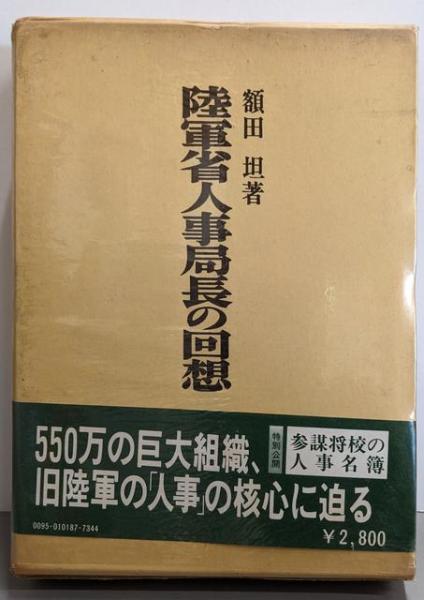 額田 坦著
陸軍省人事局長の回想
550万の巨大組織、
特別公開
参謀将校の
人事名簿
旧陸軍の「人事」の核心に迫る
0095-010187-7344
￥2,800